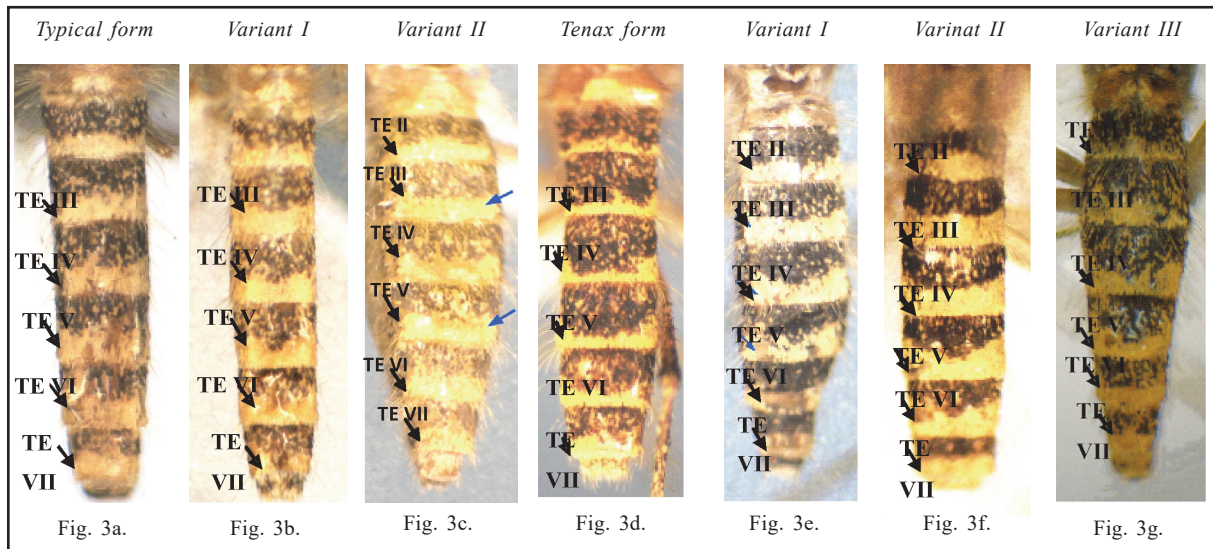 Typical form
Variant I
Variant II
Tenax form
Variant I
Varinat II
Variant III
TE III
TE IV
TE V
TE VI
TE
VII
TE III
TE IV
TE V
TE VI
TE
VII
TE II
TE III
TE IV
TE V
TE VI
TE VII
TE III
TE IV
TE V
TE VI
TE
VII
TE II
TE III
TE IV
TE V
TE VI
TE
VII
TE II
TE III
TE IV
TE V
TE VI
TE
VII
TE II
TE III
TE IV
TE V
TE VI
TE
VII
Fig. 3a.
Fig. 3b.
Fig. 3c.
Fig. 3d.
Fig. 3e.
Fig. 3f.
Fig. 3g.